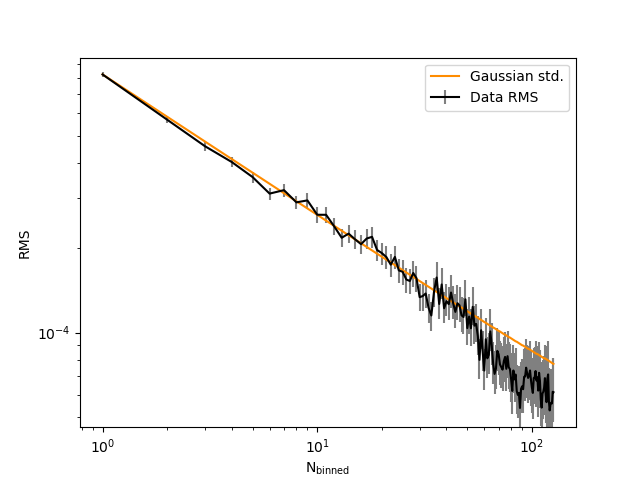 Gaussian std.
Data RMS
RMS
10⁻⁴
10⁰ 10¹ 10²
N_binned